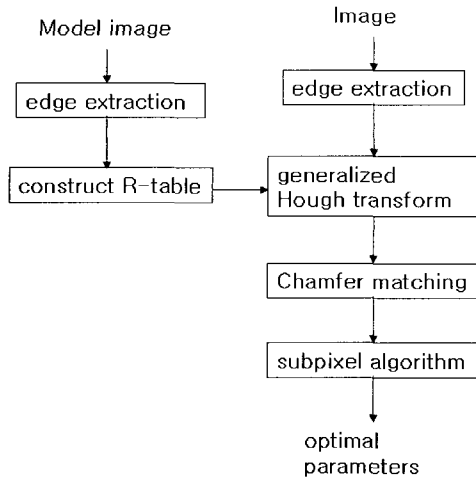 Model image
edge extraction
construct R-table
Image
edge extraction
generalized
Hough transform
Chamfer matching
subpixel algorithm
optimal
parameters